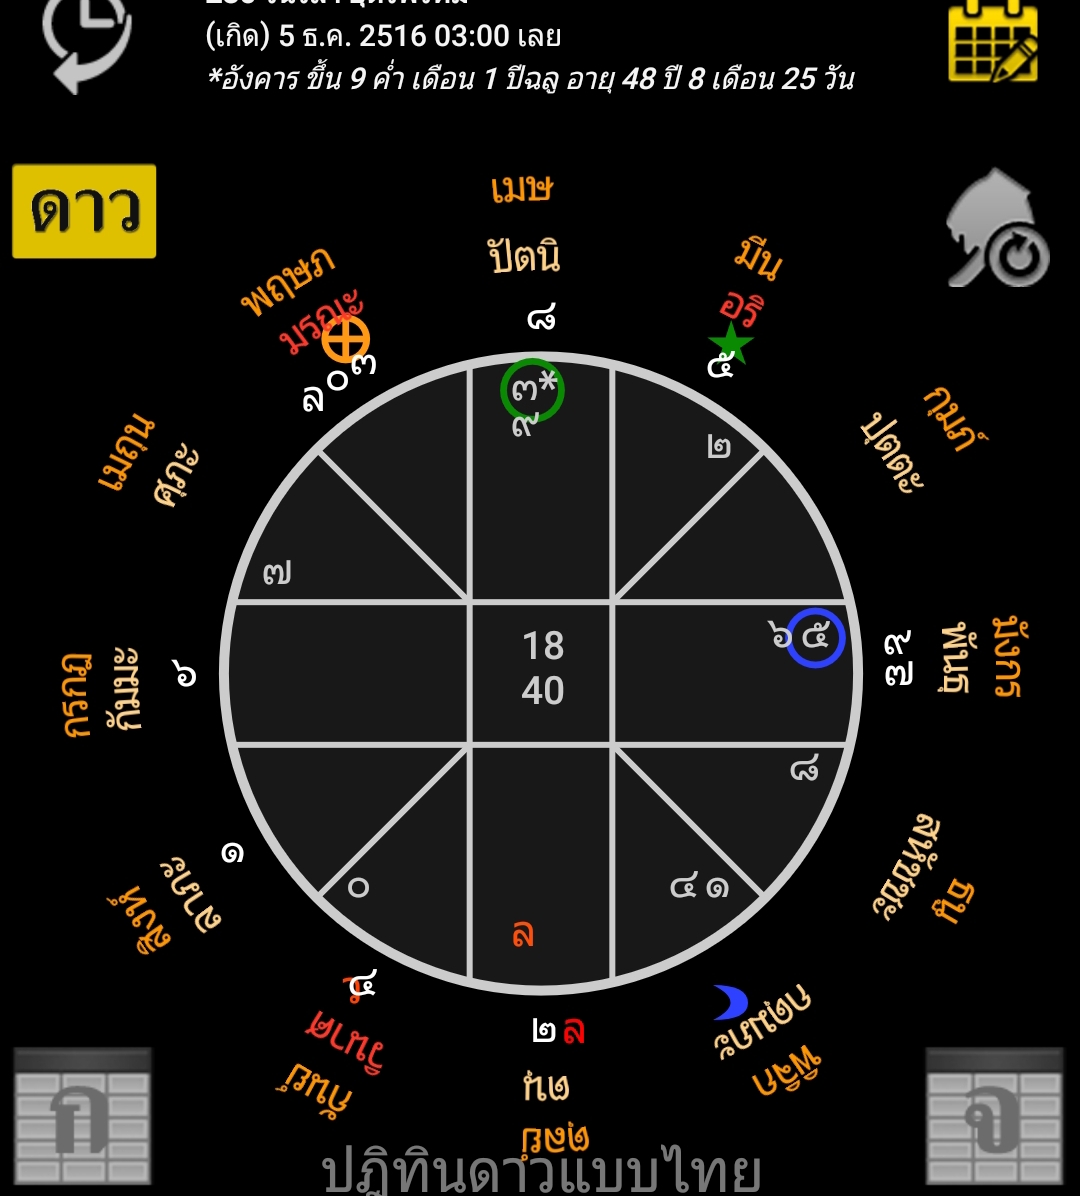 (เกิด) 5 ธ.ค. 2516 03:00 เลย
*อังคาร ขึ้น 9 ค่ำ เดือน 1 ปีฉลู อายุ 48 ปี 8 เดือน 25 วัน
ดาว
เมษ
ปัตนิ
๘
มีน
อริ
๕
พฤษภ
มรณะ
ล๐๓
๓*
๙
๒
กุมภ์
ปุตตะ
เมถุน
ศุภะ
๗
๖๕
๙
๗
พันธุ
มังกร
กรกฎ
กัมมะ
๖
18
40
๘
๑
ลาภะ
สิงห์
๐
ล
๔๑
สหัชชะ
ธนู
๔
วินาศ
กันย์
๒ล
ตนุ
ตุลย์
กดุมภะ
พิจิก
ก
จ
ปฏิทินดาวแบบไทย